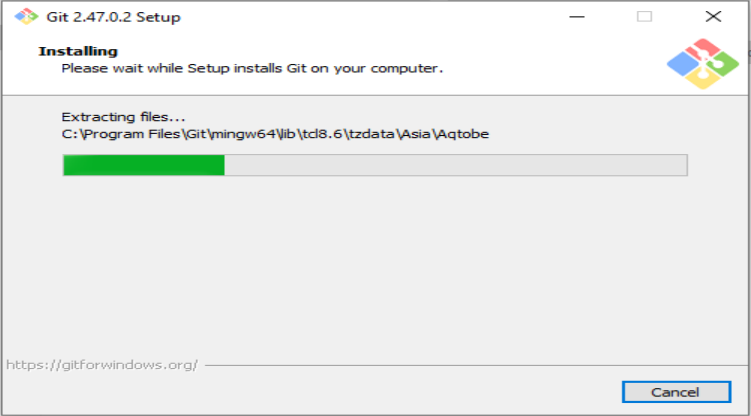 Git 2.47.0.2 Setup
Installing
Please wait while Setup installs Git on your computer.
Extracting files...
C:\Program Files\Git\mingw64\lib\tcl8.6\tzdata\Asia\Aqtobe
https://gitforwindows.org/
Cancel